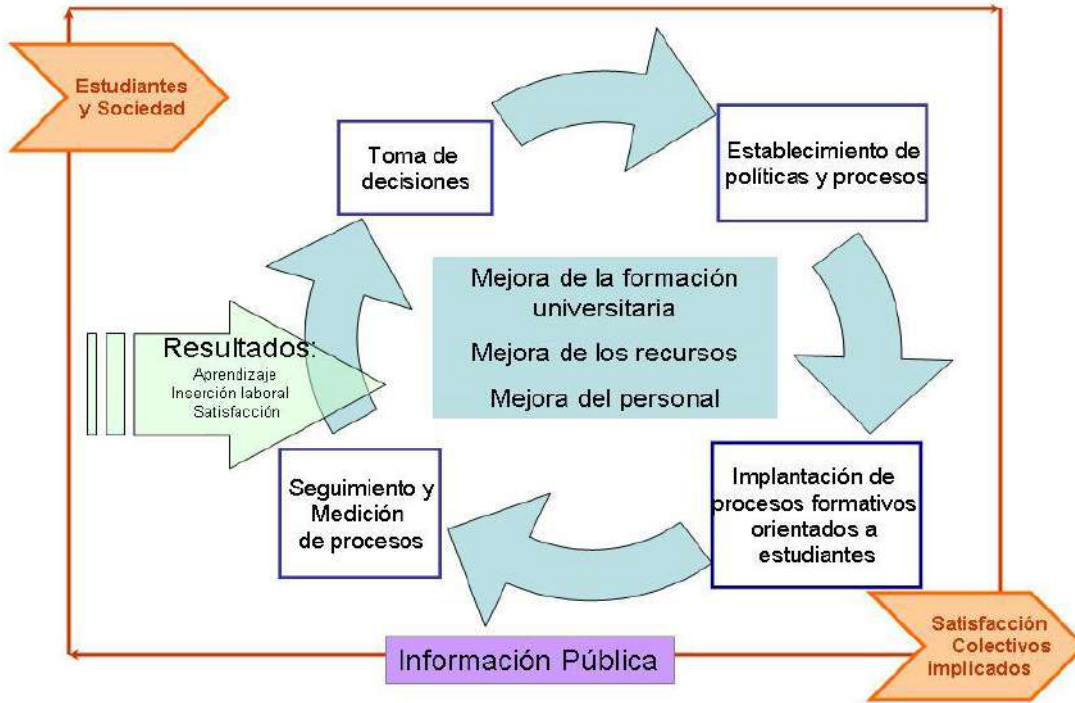 Estudiantes
y Sociedad
Toma de
decisiones
Establecimiento de
políticas y procesos
Mejora de la formación
universitaria
Mejora de los recursos
Mejora del personal
Resultados:
Aprendizaje
Inserción laboral
Satisfacción
Seguimiento y
Medición
de procesos
Implantación de
procesos formativos
orientados a
estudiantes
Información Pública
Satisfacción
Colectivos
implicados